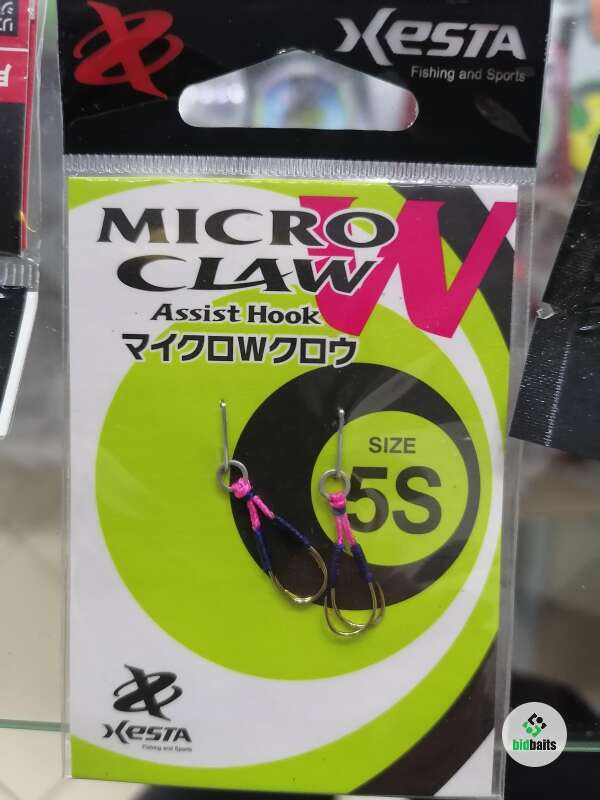 XESTA
Fishing and Sports
MICRO W
CLAW
Assist Hook
マイクロWクロウ
SIZE
5S
XESTA
Fishing and Sports
bidbaits